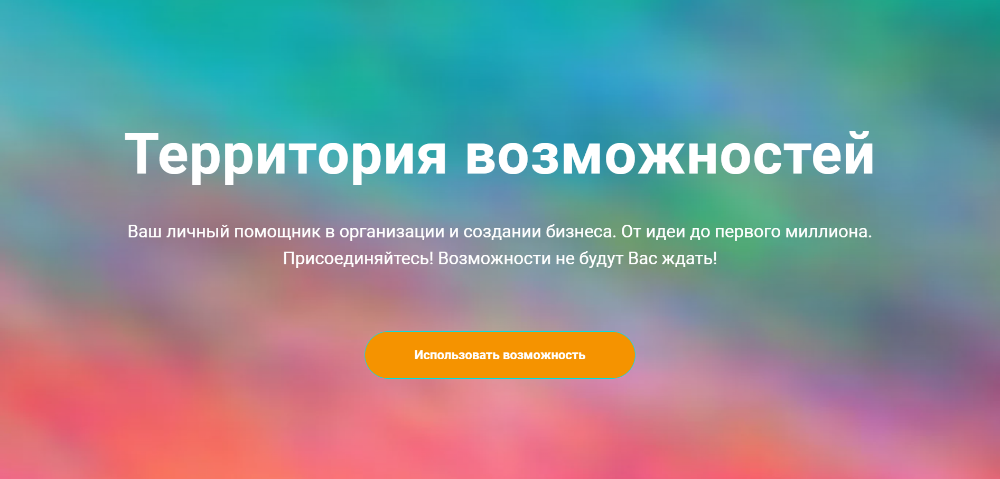 Территория возможностей
Ваш личный помощник в организации и создании бизнеса. От идеи до первого миллиона.
Присоединяйтесь! Возможности не будут Вас ждать!
Использовать возможность